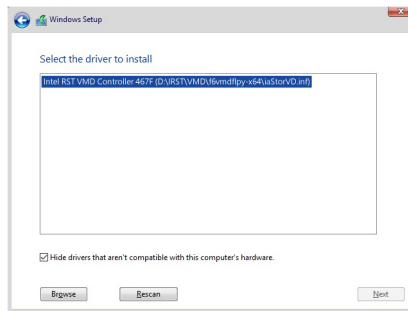 Windows Setup
Select the driver to install
Intel RST VMD Controller 467F (D:\IRST\VMD\f6vmdflpy-x64\iaStorVD.inf)
Hide drivers that aren't compatible with this computer's hardware.
Browse
Rescan
Next